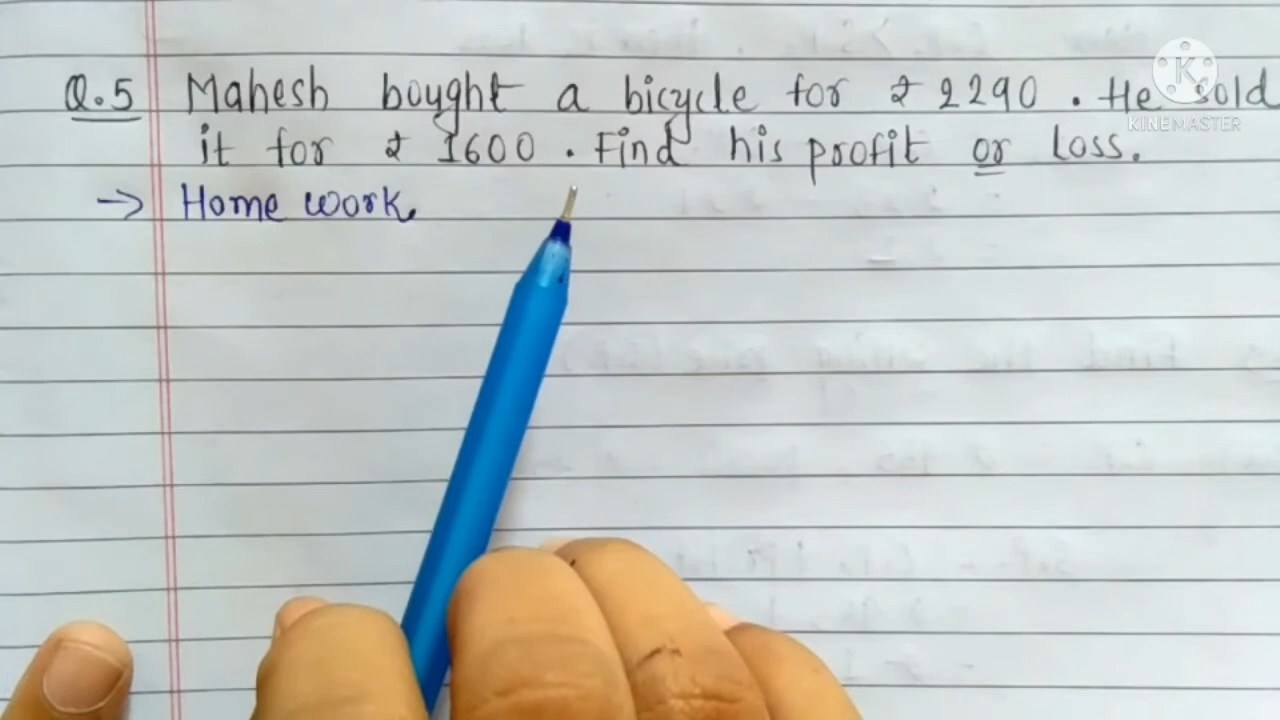 Q.5 Mahesh bought a bicycle for ₹ 2290 . He sold
it for ₹ 1600 . Find his profit or loss.
→ Home work.
KINEMASTER